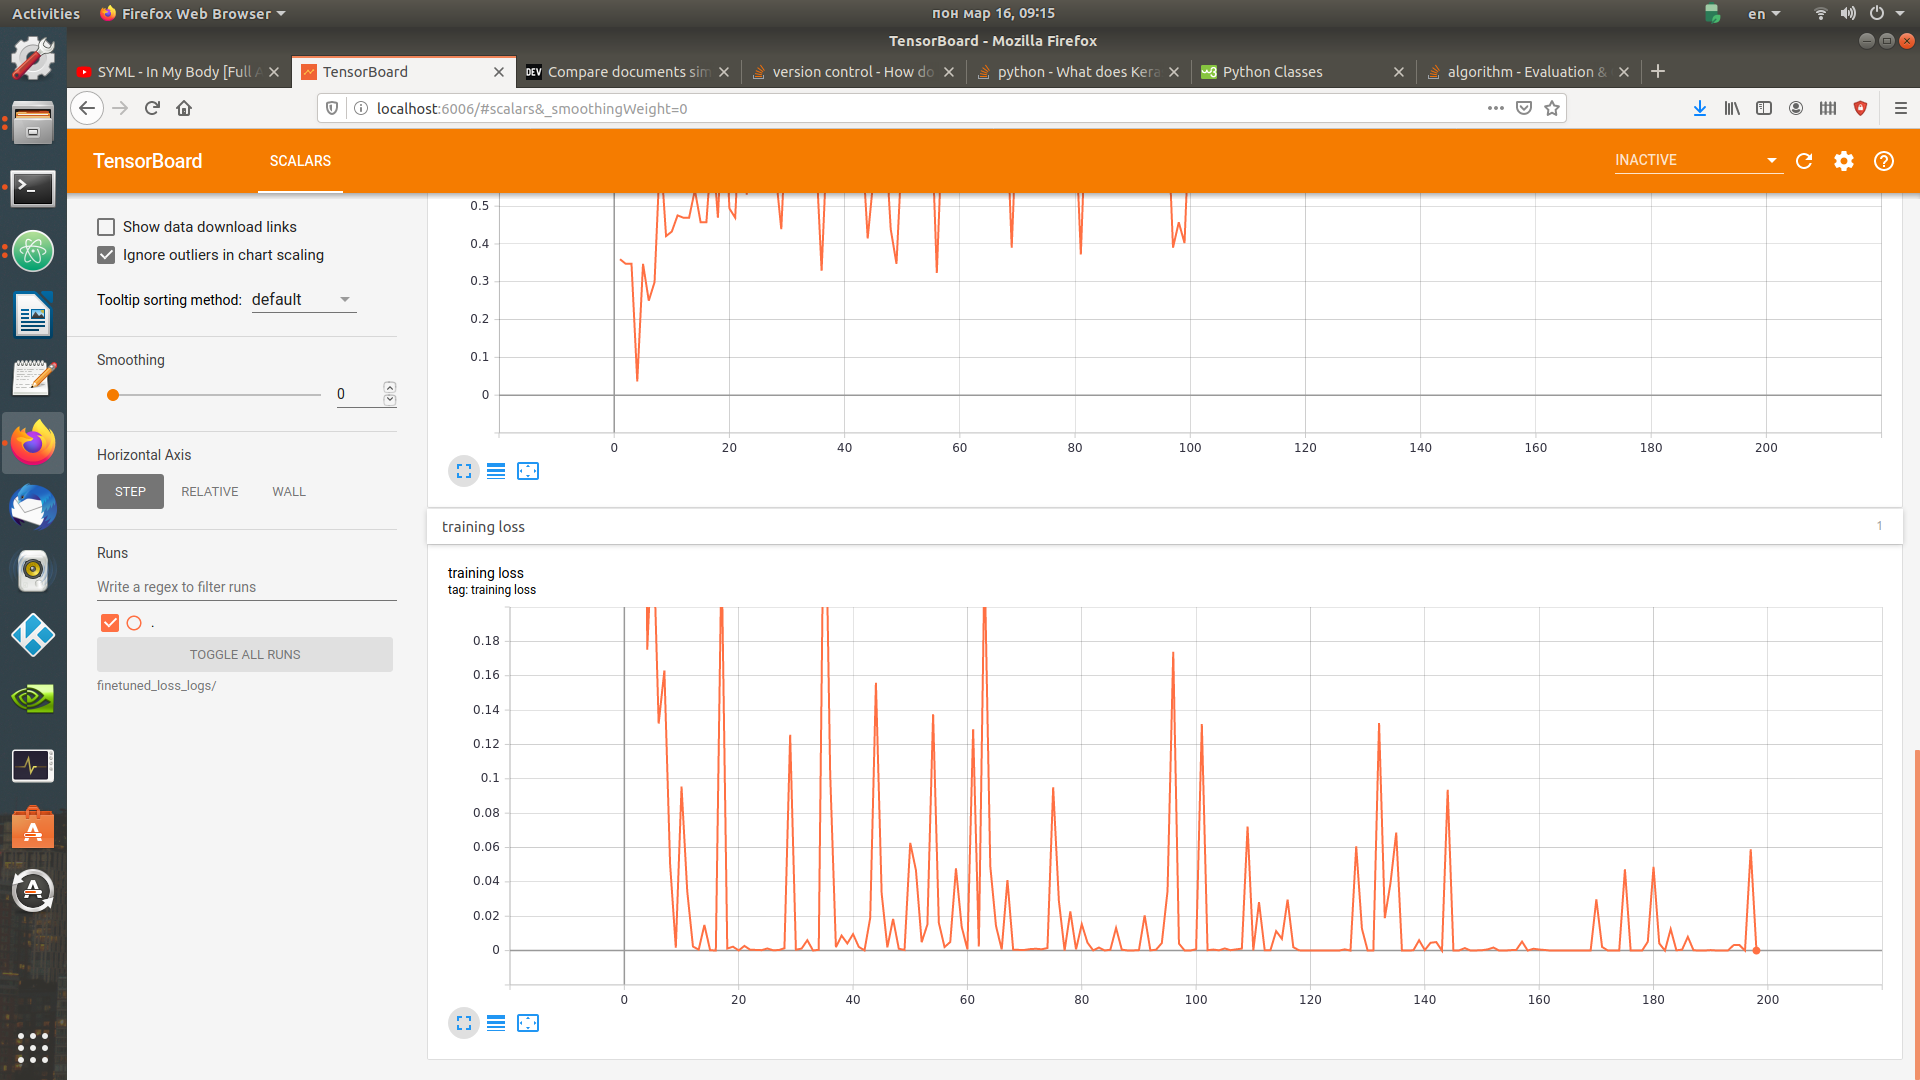 Activities Firefox Web Browser пон мар 16, 09:15 en
TensorBoard - Mozilla Firefox
SYML - In My Body [Full A TensorBoard DEV Compare documents sim version control - How do python - What does Kera w3 Python Classes algorithm - Evaluation &
localhost:6006/#scalars&_smoothingWeight=0
TensorBoard SCALARS INACTIVE
Show data download links
Ignore outliers in chart scaling
Tooltip sorting method: default
Smoothing
0
Horizontal Axis
STEP RELATIVE WALL
Runs
Write a regex to filter runs
.
TOGGLE ALL RUNS
finetuned_loss_logs/
0.5
0.4
0.3
0.2
0.1
0
0 20 40 60 80 100 120 140 160 180 200
training loss 1
training loss
tag: training loss
0.18
0.16
0.14
0.12
0.1
0.08
0.06
0.04
0.02
0
0 20 40 60 80 100 120 140 160 180 200